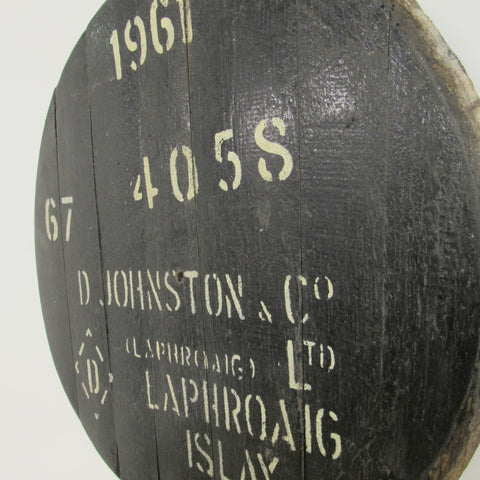 1961
405S
67
D. JOHNSTON & Cº
(LAPHROAIG) LTD
D
LAPHROAIG
ISLAY